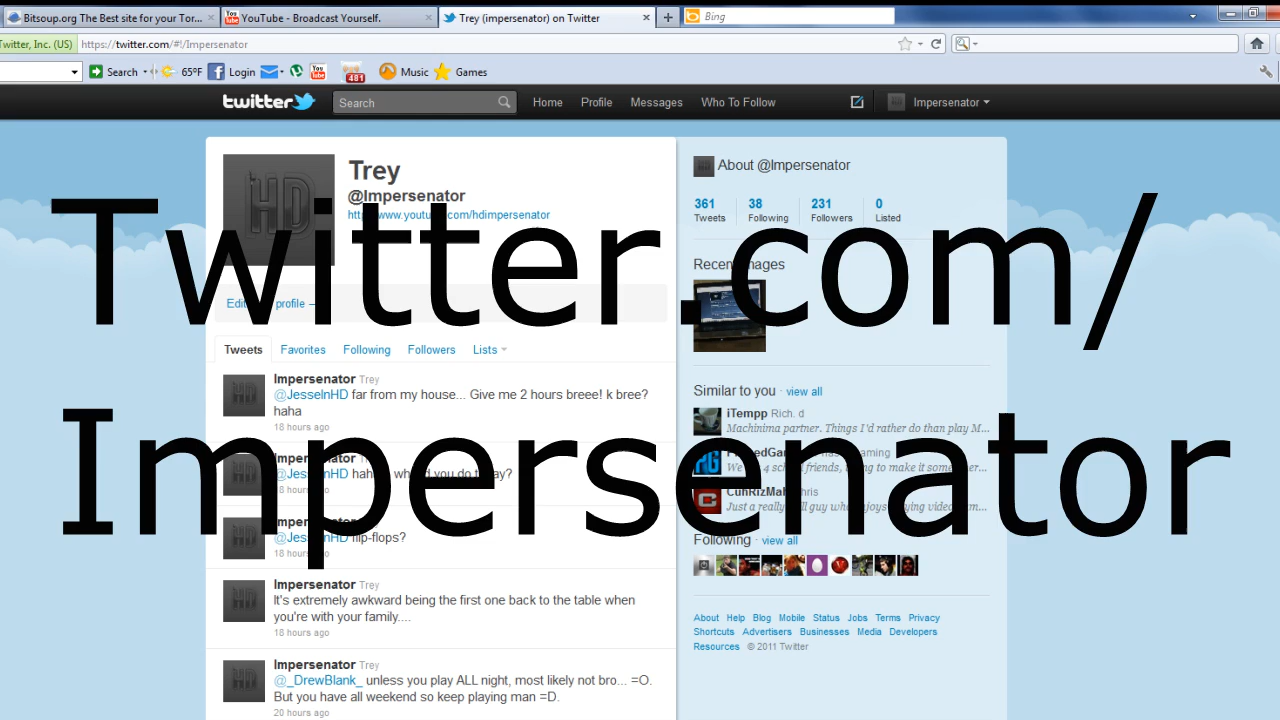 Bitsoup.org The Best site for your Tor...
YouTube - Broadcast Yourself.
Trey (impersenator) on Twitter
Bing
Twitter, Inc. (US)
https://twitter.com/#!/Impersenator
Search
65°F
Login
481
Music
Games
twitter
Search
Home
Profile
Messages
Who To Follow
Impersenator
HD
Trey
@Impersenator
Twitter.com/
Impersenator
Tweets
Favorites
Following
Followers
Lists
Impersenator Trey
@JesseInHD far from my house... Give me 2 hours breee! k bree?
haha
18 hours ago
flip-flops?
Impersenator Trey
It's extremely awkward being the first one back to the table when
you're with your family....
18 hours ago
Impersenator Trey
@_DrewBlank_ unless you play ALL night, most likely not bro... =O.
But you have all weekend so keep playing man =D.
20 hours ago
About @Impersenator
361
Tweets
38
Following
231
Followers
0
Listed
Recent Images
Similar to you · view all
iTempp Rich. d
Machinima partner. Things I'd rather do than play M...
Following · view all
About Help Blog Mobile Status Jobs Terms Privacy
Shortcuts Advertisers Businesses Media Developers
Resources © 2011 Twitter